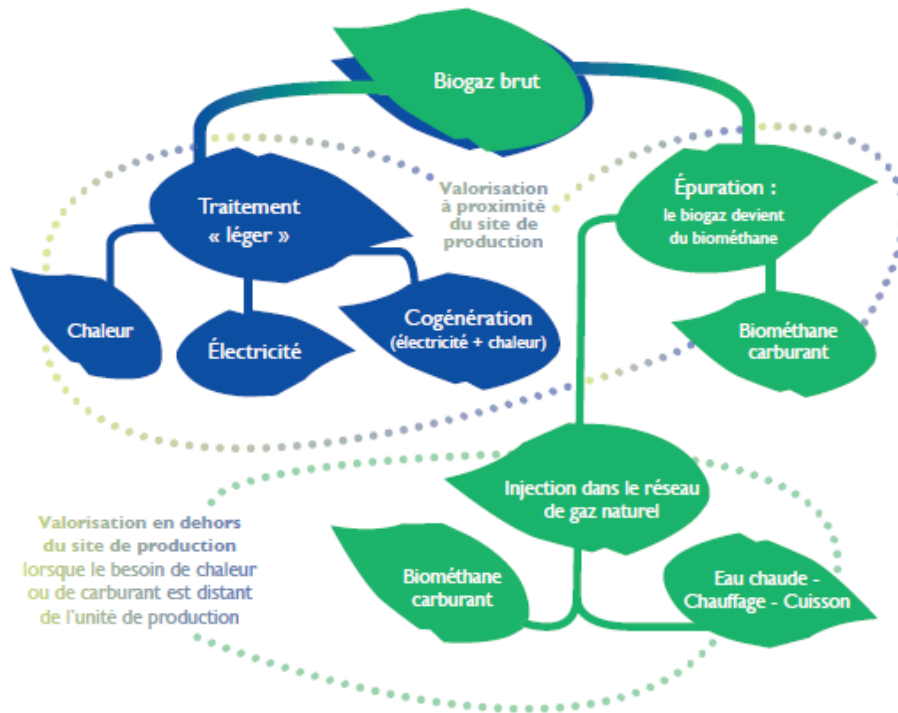 Biogaz brut
Valorisation
à proximité
du site de
production
Traitement
« léger »
Épuration :
le biogaz devient
du biométhane
Chaleur
Électricité
Cogénération
(électricité + chaleur)
Biométhane
carburant
Injection dans le réseau
de gaz naturel
Valorisation en dehors
du site de production
lorsque le besoin de chaleur
ou de carburant est distant
de l'unité de production
Biométhane
carburant
Eau chaude -
Chauffage - Cuisson